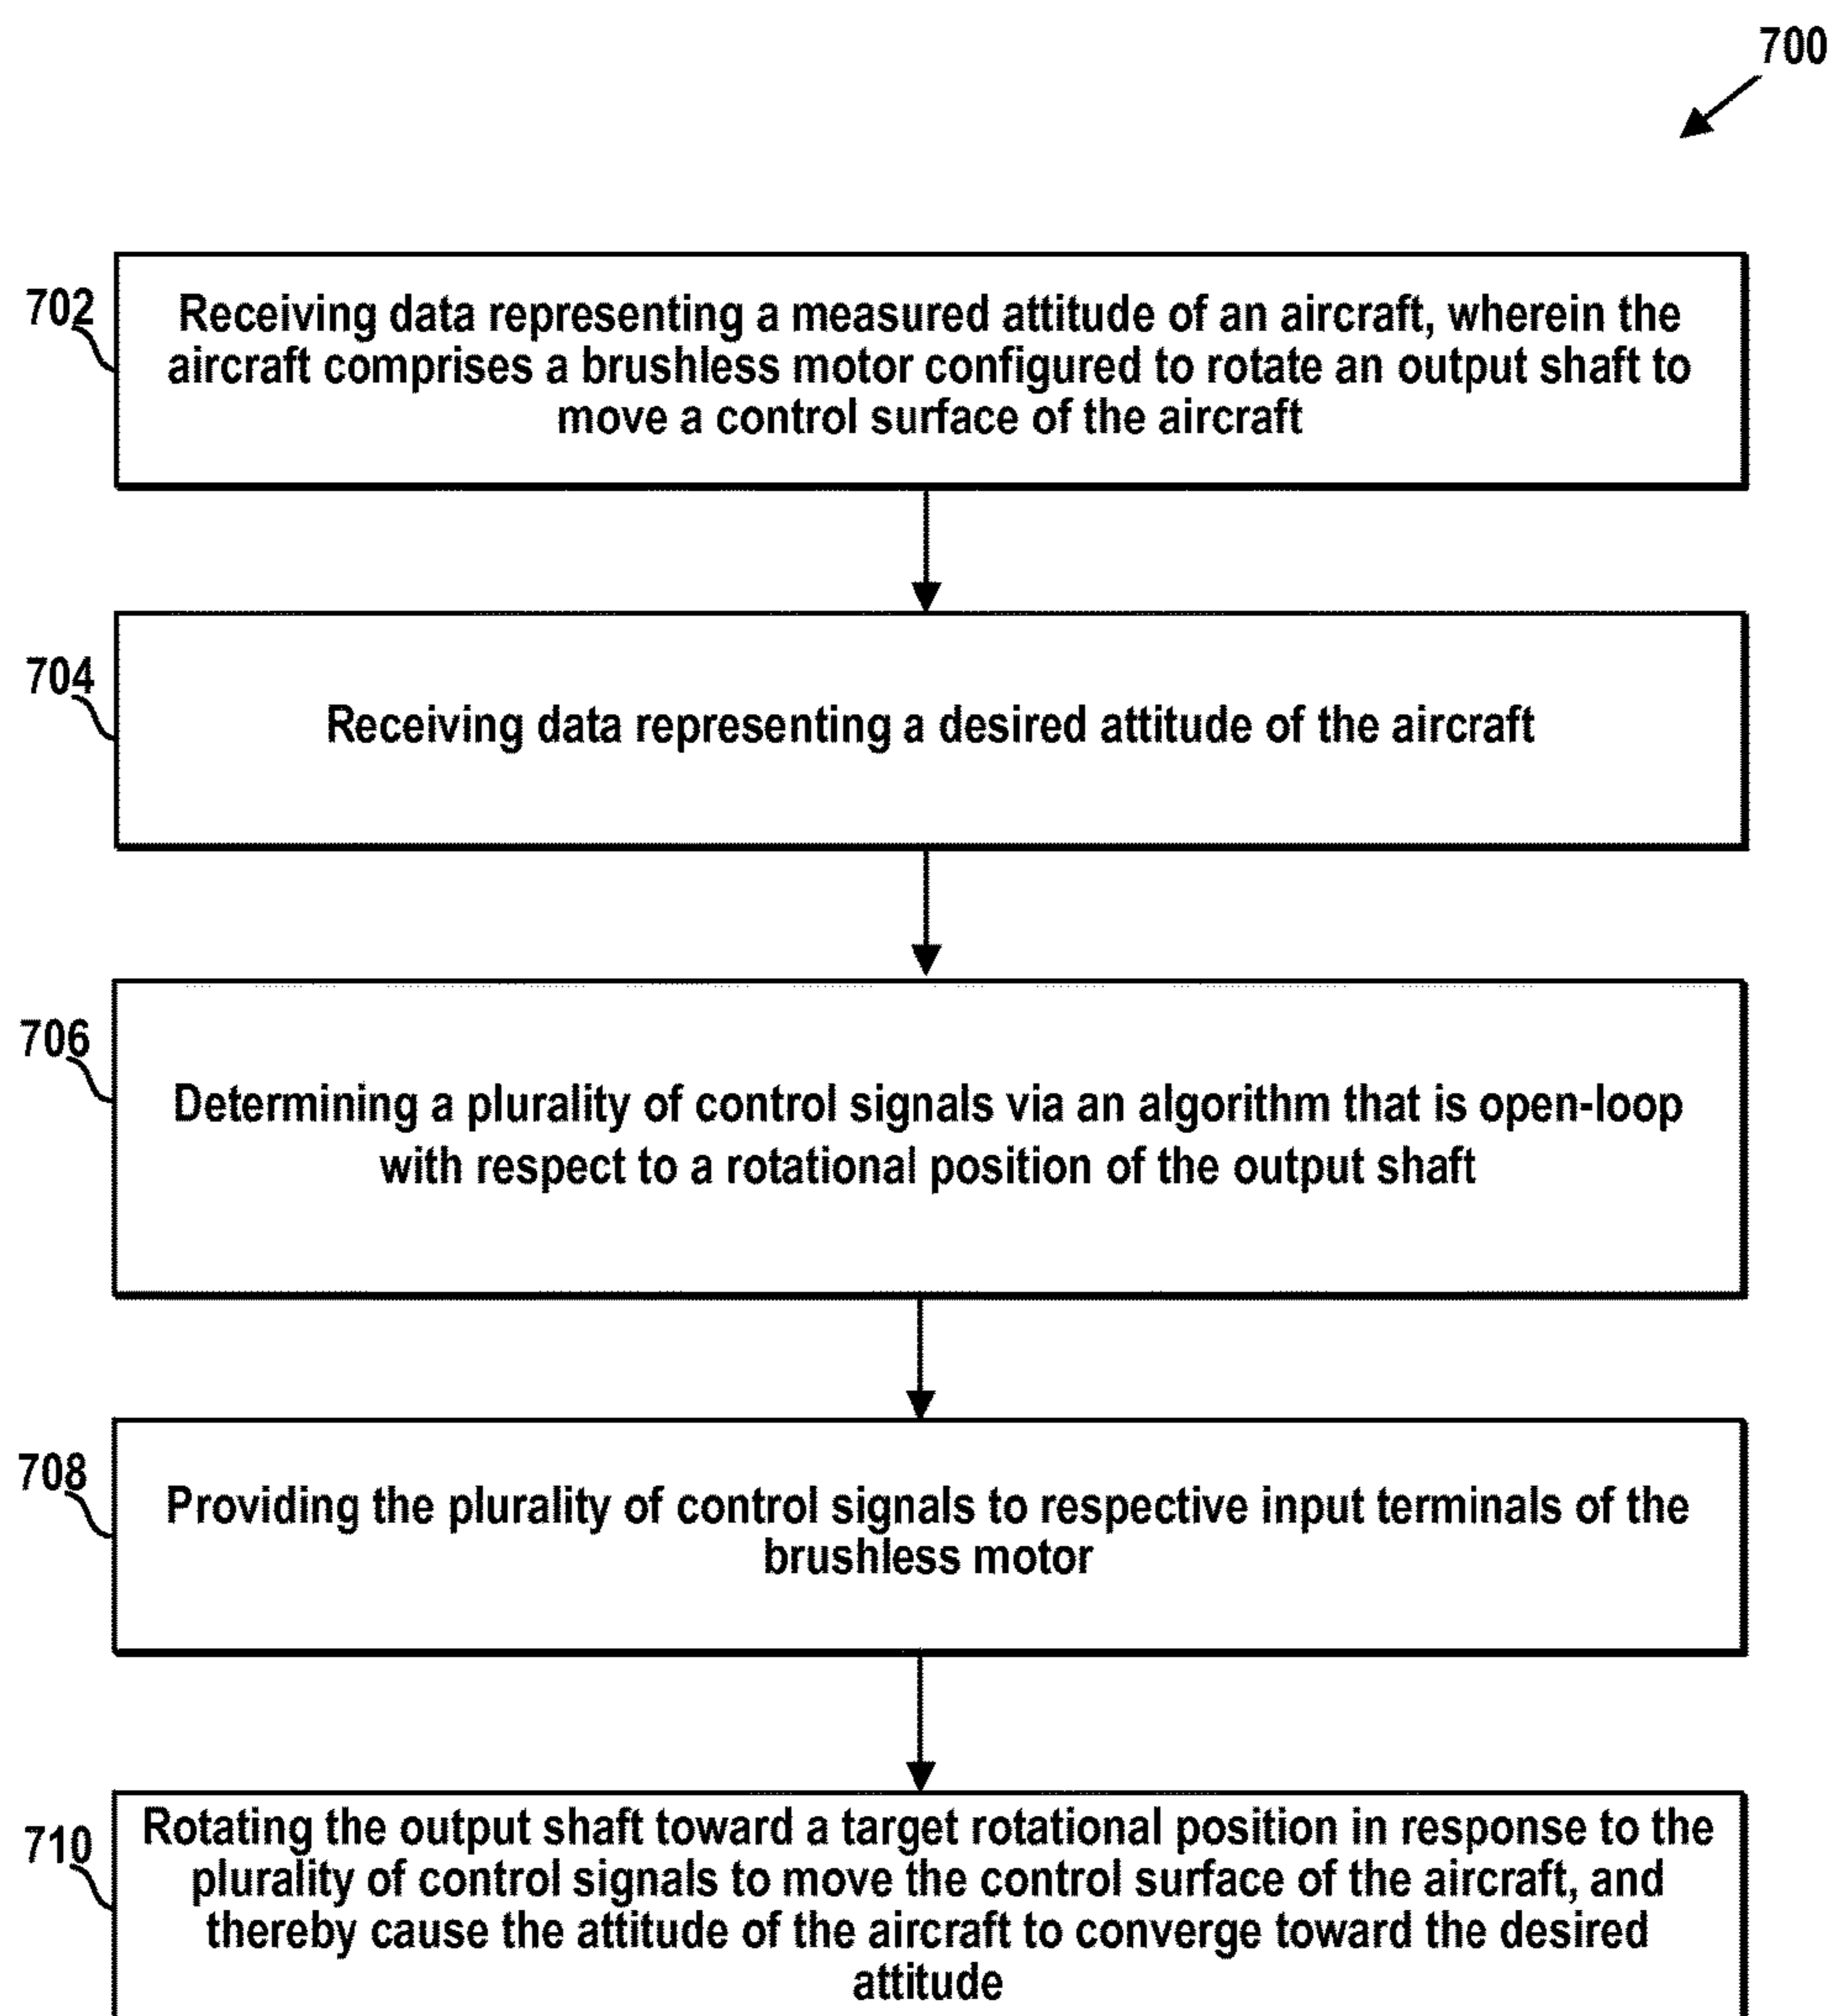 700
702
Receiving data representing a measured attitude of an aircraft, wherein the
aircraft comprises a brushless motor configured to rotate an output shaft to
move a control surface of the aircraft
704
Receiving data representing a desired attitude of the aircraft
706
Determining a plurality of control signals via an algorithm that is open-loop
with respect to a rotational position of the output shaft
708
Providing the plurality of control signals to respective input terminals of the
brushless motor
710
Rotating the output shaft toward a target rotational position in response to the
plurality of control signals to move the control surface of the aircraft, and
thereby cause the attitude of the aircraft to converge toward the desired
attitude